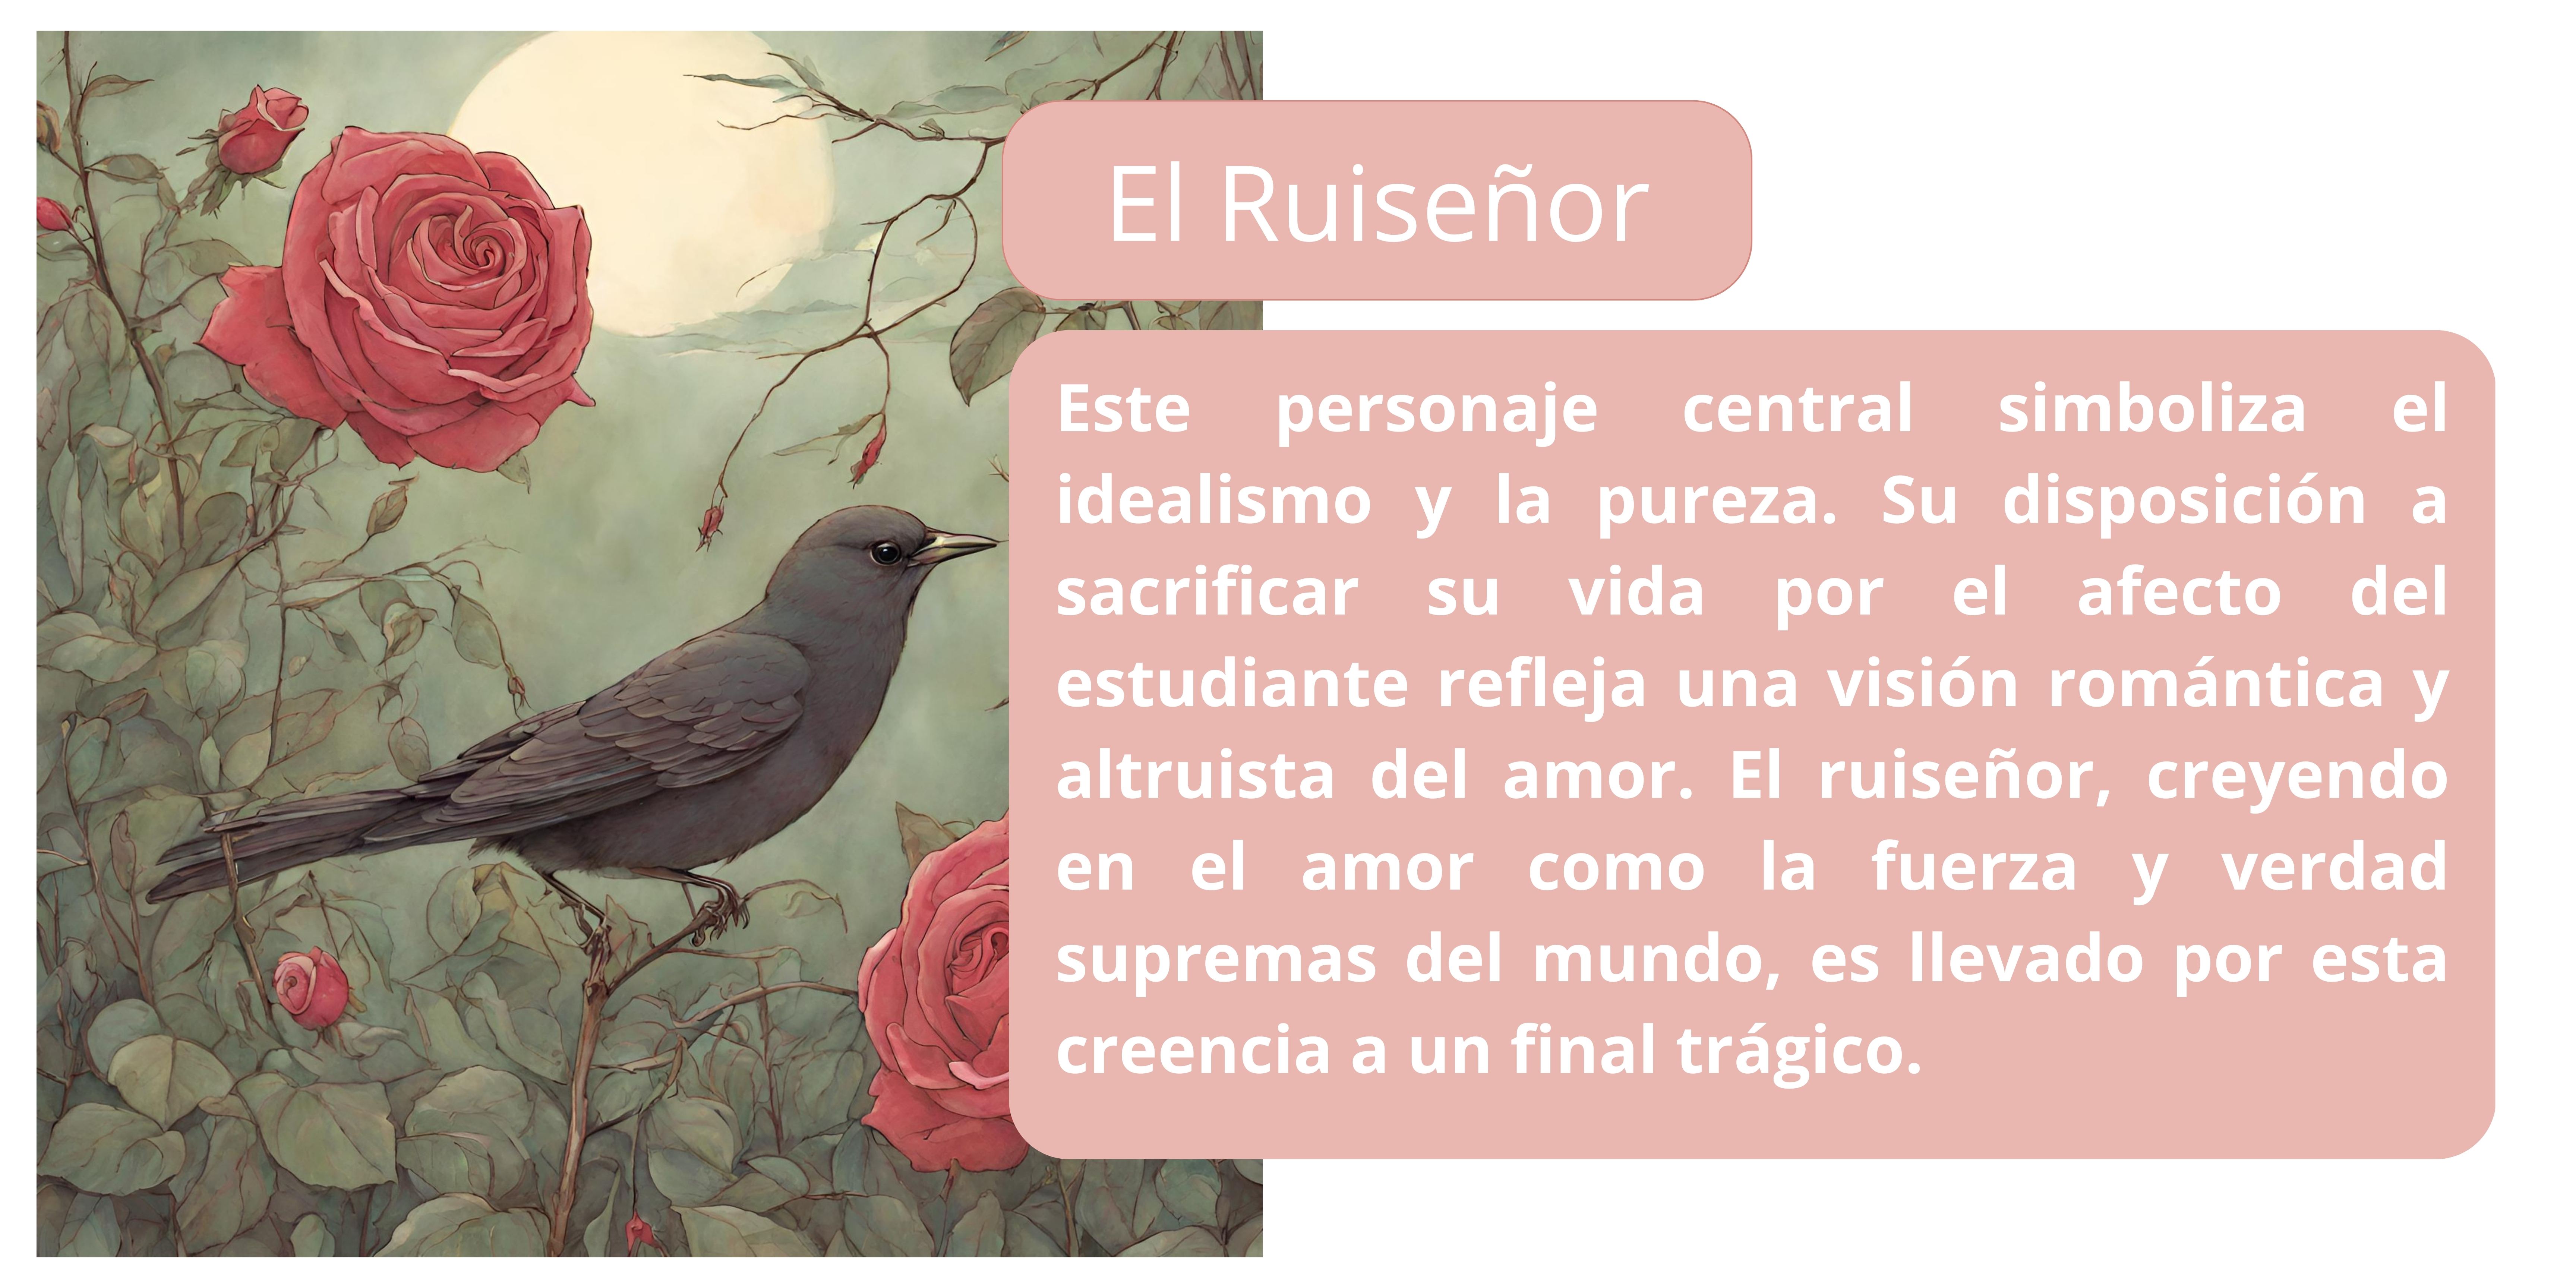 El Ruiseñor
Este personaje central simboliza el
idealismo y la pureza. Su disposición a
sacrificar su vida por el afecto del
estudiante refleja una visión romántica y
altruista del amor. El ruiseñor, creyendo
en el amor como la fuerza y verdad
supremas del mundo, es llevado por esta
creencia a un final trágico.